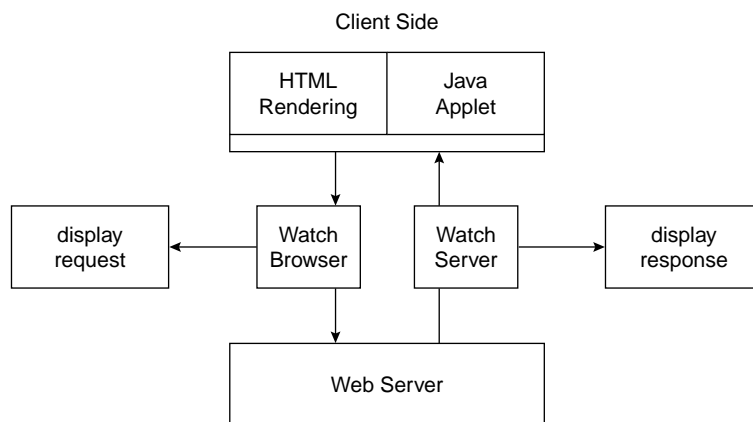 Client Side
HTML
Rendering
Java
Applet
display
request
Watch
Browser
Watch
Server
display
response
Web Server